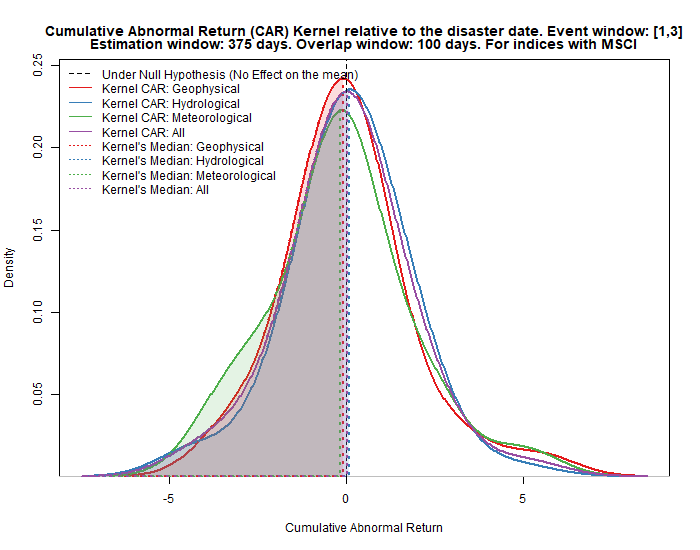 Cumulative Abnormal Return (CAR) Kernel relative to the disaster date. Event window: [1,3]
Estimation window: 375 days. Overlap window: 100 days. For indices with MSCI
Under Null Hypothesis (No Effect on the mean)
Kernel CAR: Geophysical
Kernel CAR: Hydrological
Kernel CAR: Meteorological
Kernel CAR: All
Kernel's Median: Geophysical
Kernel's Median: Hydrological
Kernel's Median: Meteorological
Kernel's Median: All
0.25
0.20
0.15
0.10
0.05
Density
-5
0
5
Cumulative Abnormal Return